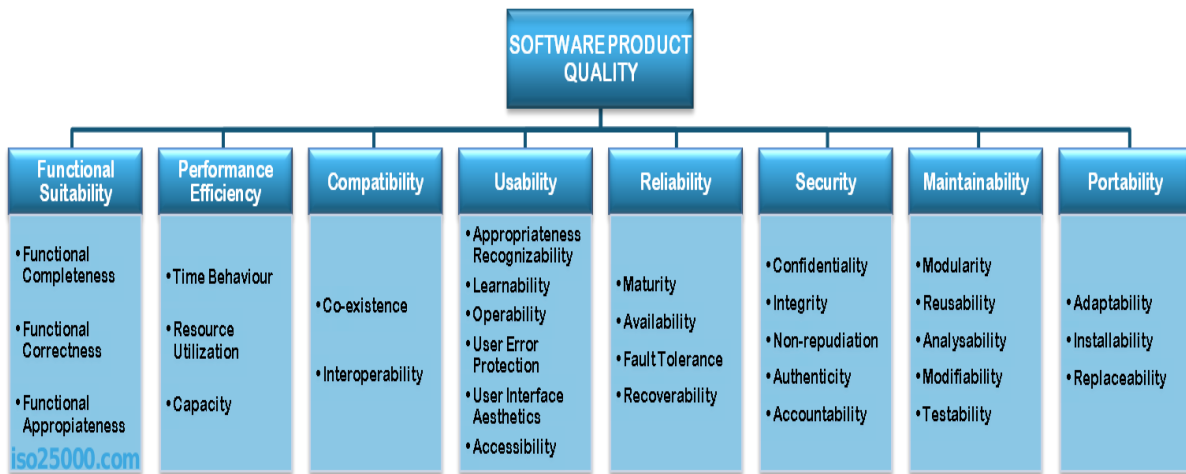 SOFTWARE PRODUCT
QUALITY
Functional
Suitability
• Functional
Completeness
• Functional
Correctness
• Functional
Appropiateness
Performance
Efficiency
• Time Behaviour
• Resource
Utilization
• Capacity
Compatibility
• Co-existence
• Interoperability
Usability
• Appropriateness
Recognizability
• Learnability
• Operability
• User Error
Protection
• User Interface
Aesthetics
• Accessibility
Reliability
• Maturity
• Availability
• Fault Tolerance
• Recoverability
Security
• Confidentiality
• Integrity
• Non-repudiation
• Authenticity
• Accountability
Maintainability
• Modularity
• Reusability
• Analysability
• Modifiability
• Testability
Portability
• Adaptability
• Installability
• Replaceability
iso25000.com